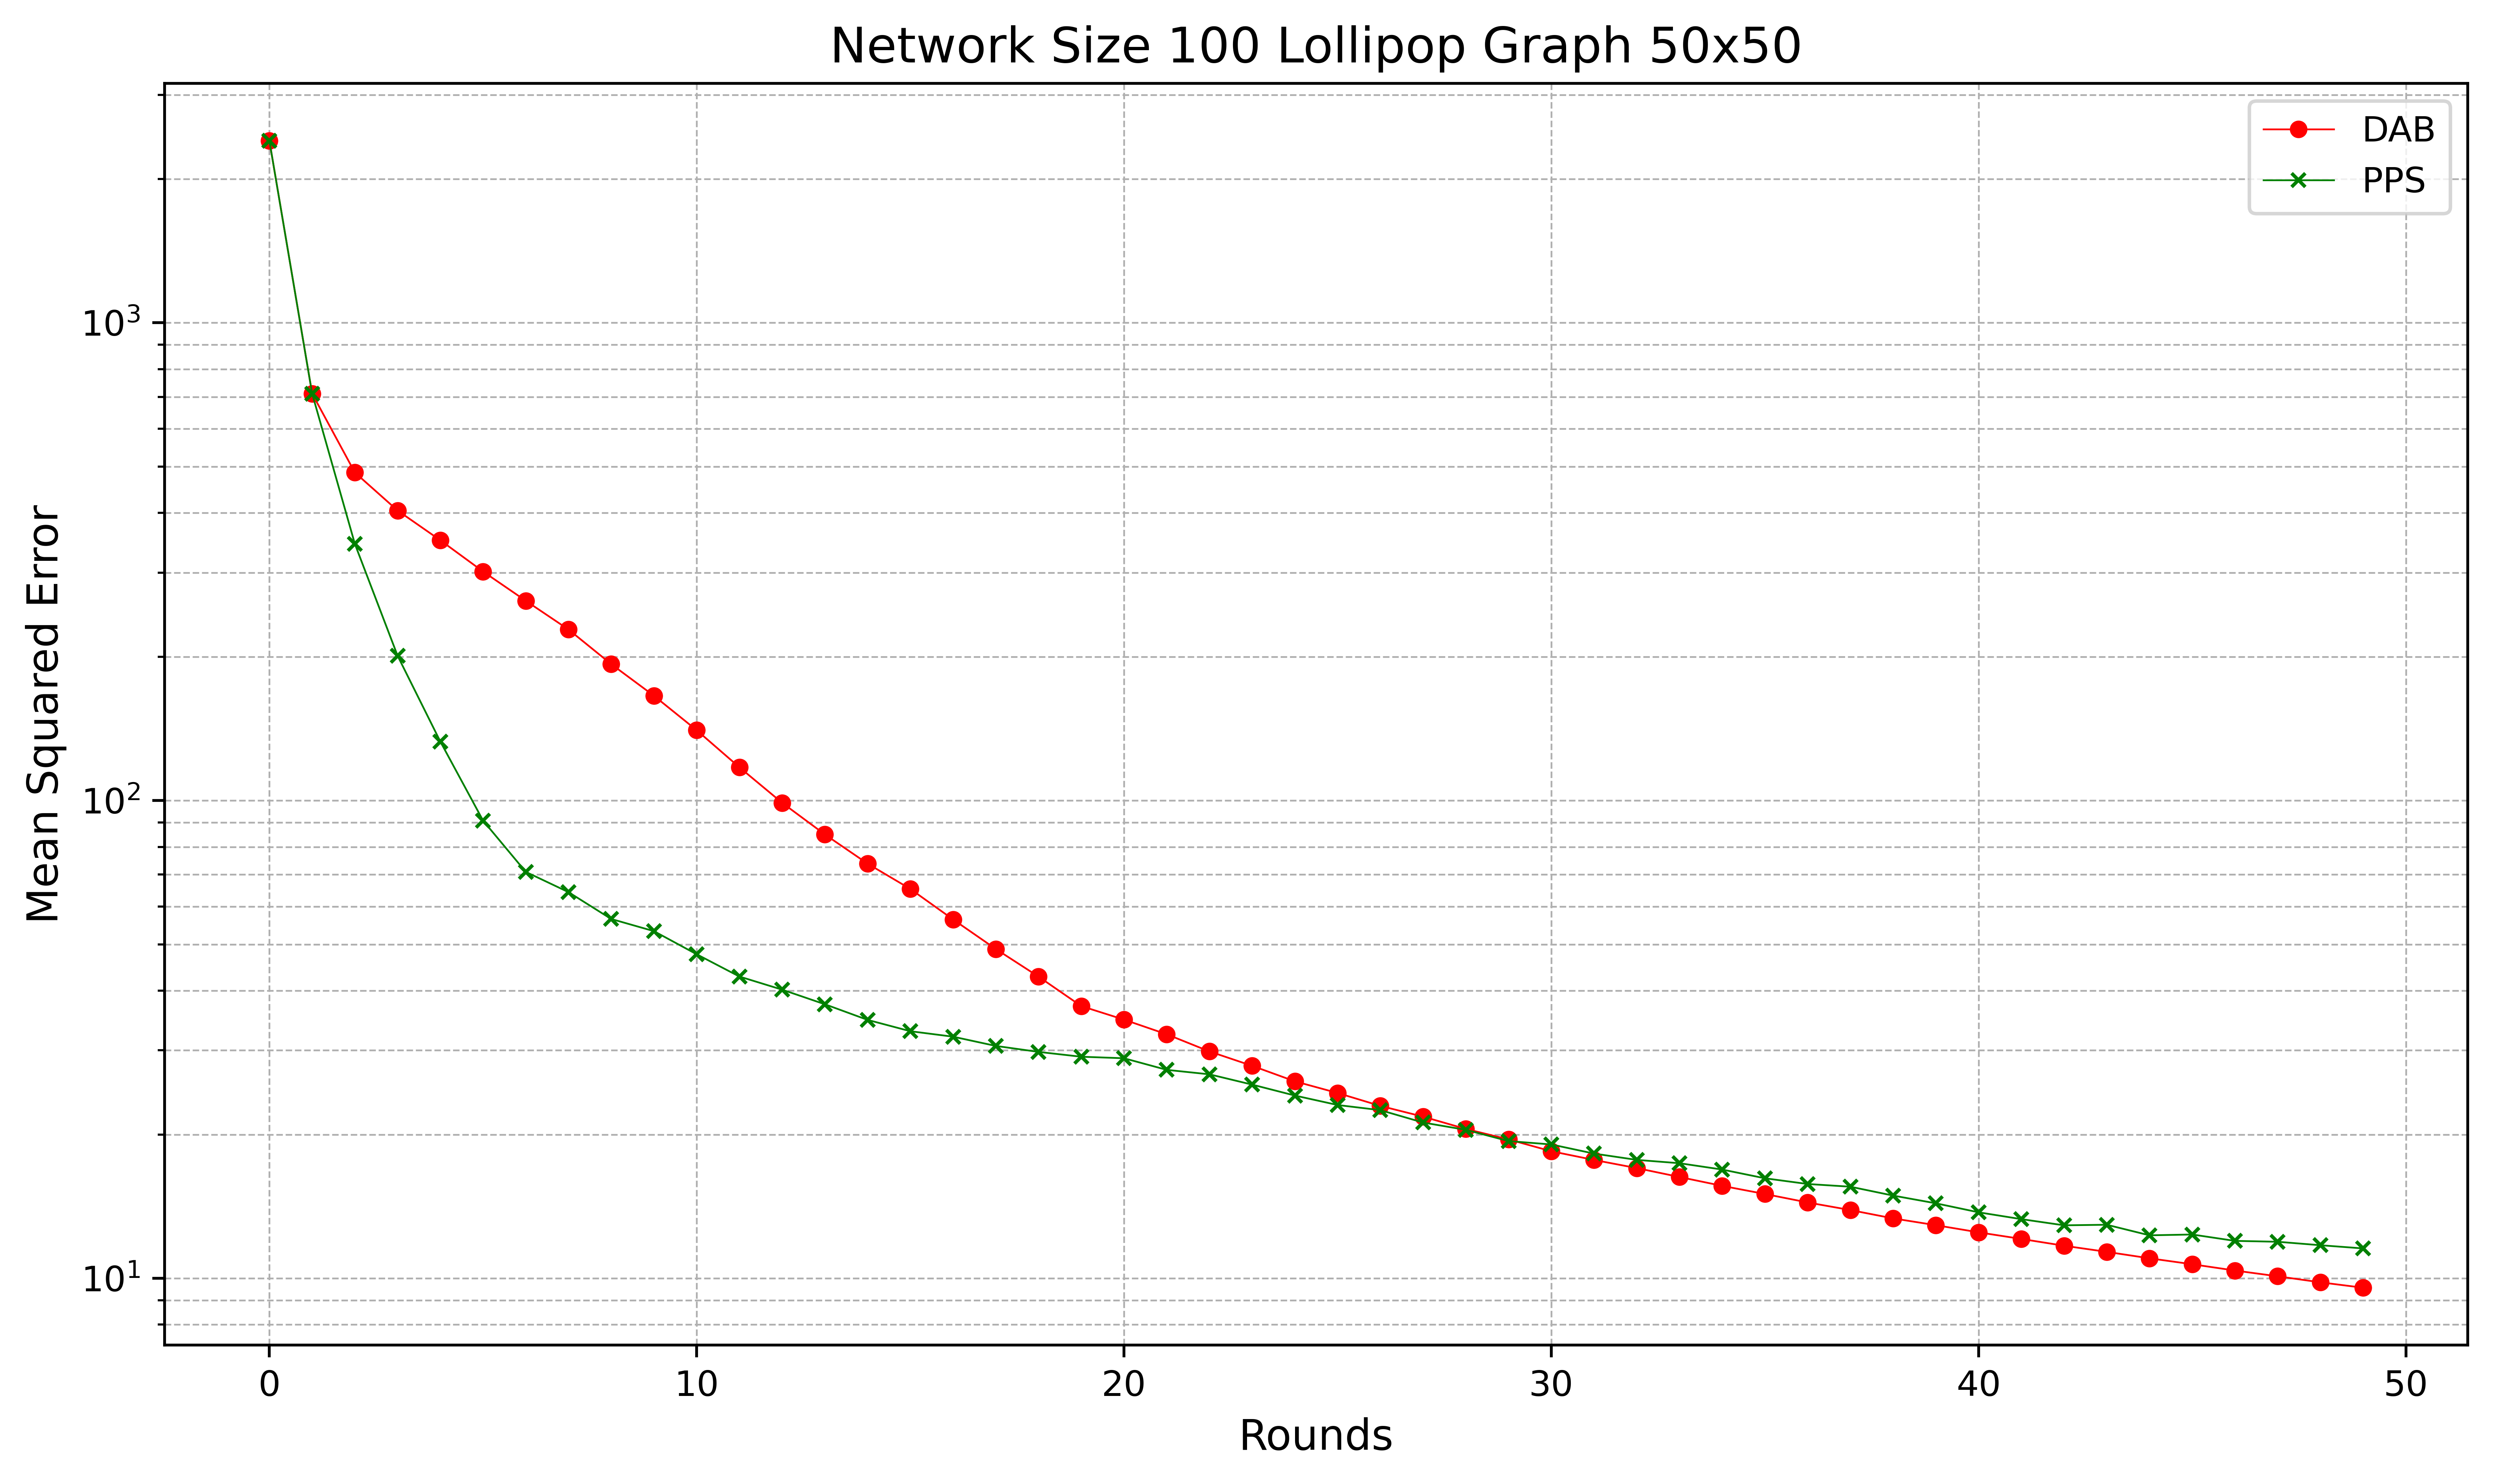 Network Size 100 Lollipop Graph 50x50
DAB
PPS
Mean Squared Error
10³
10²
10¹
0 10 20 30 40 50
Rounds